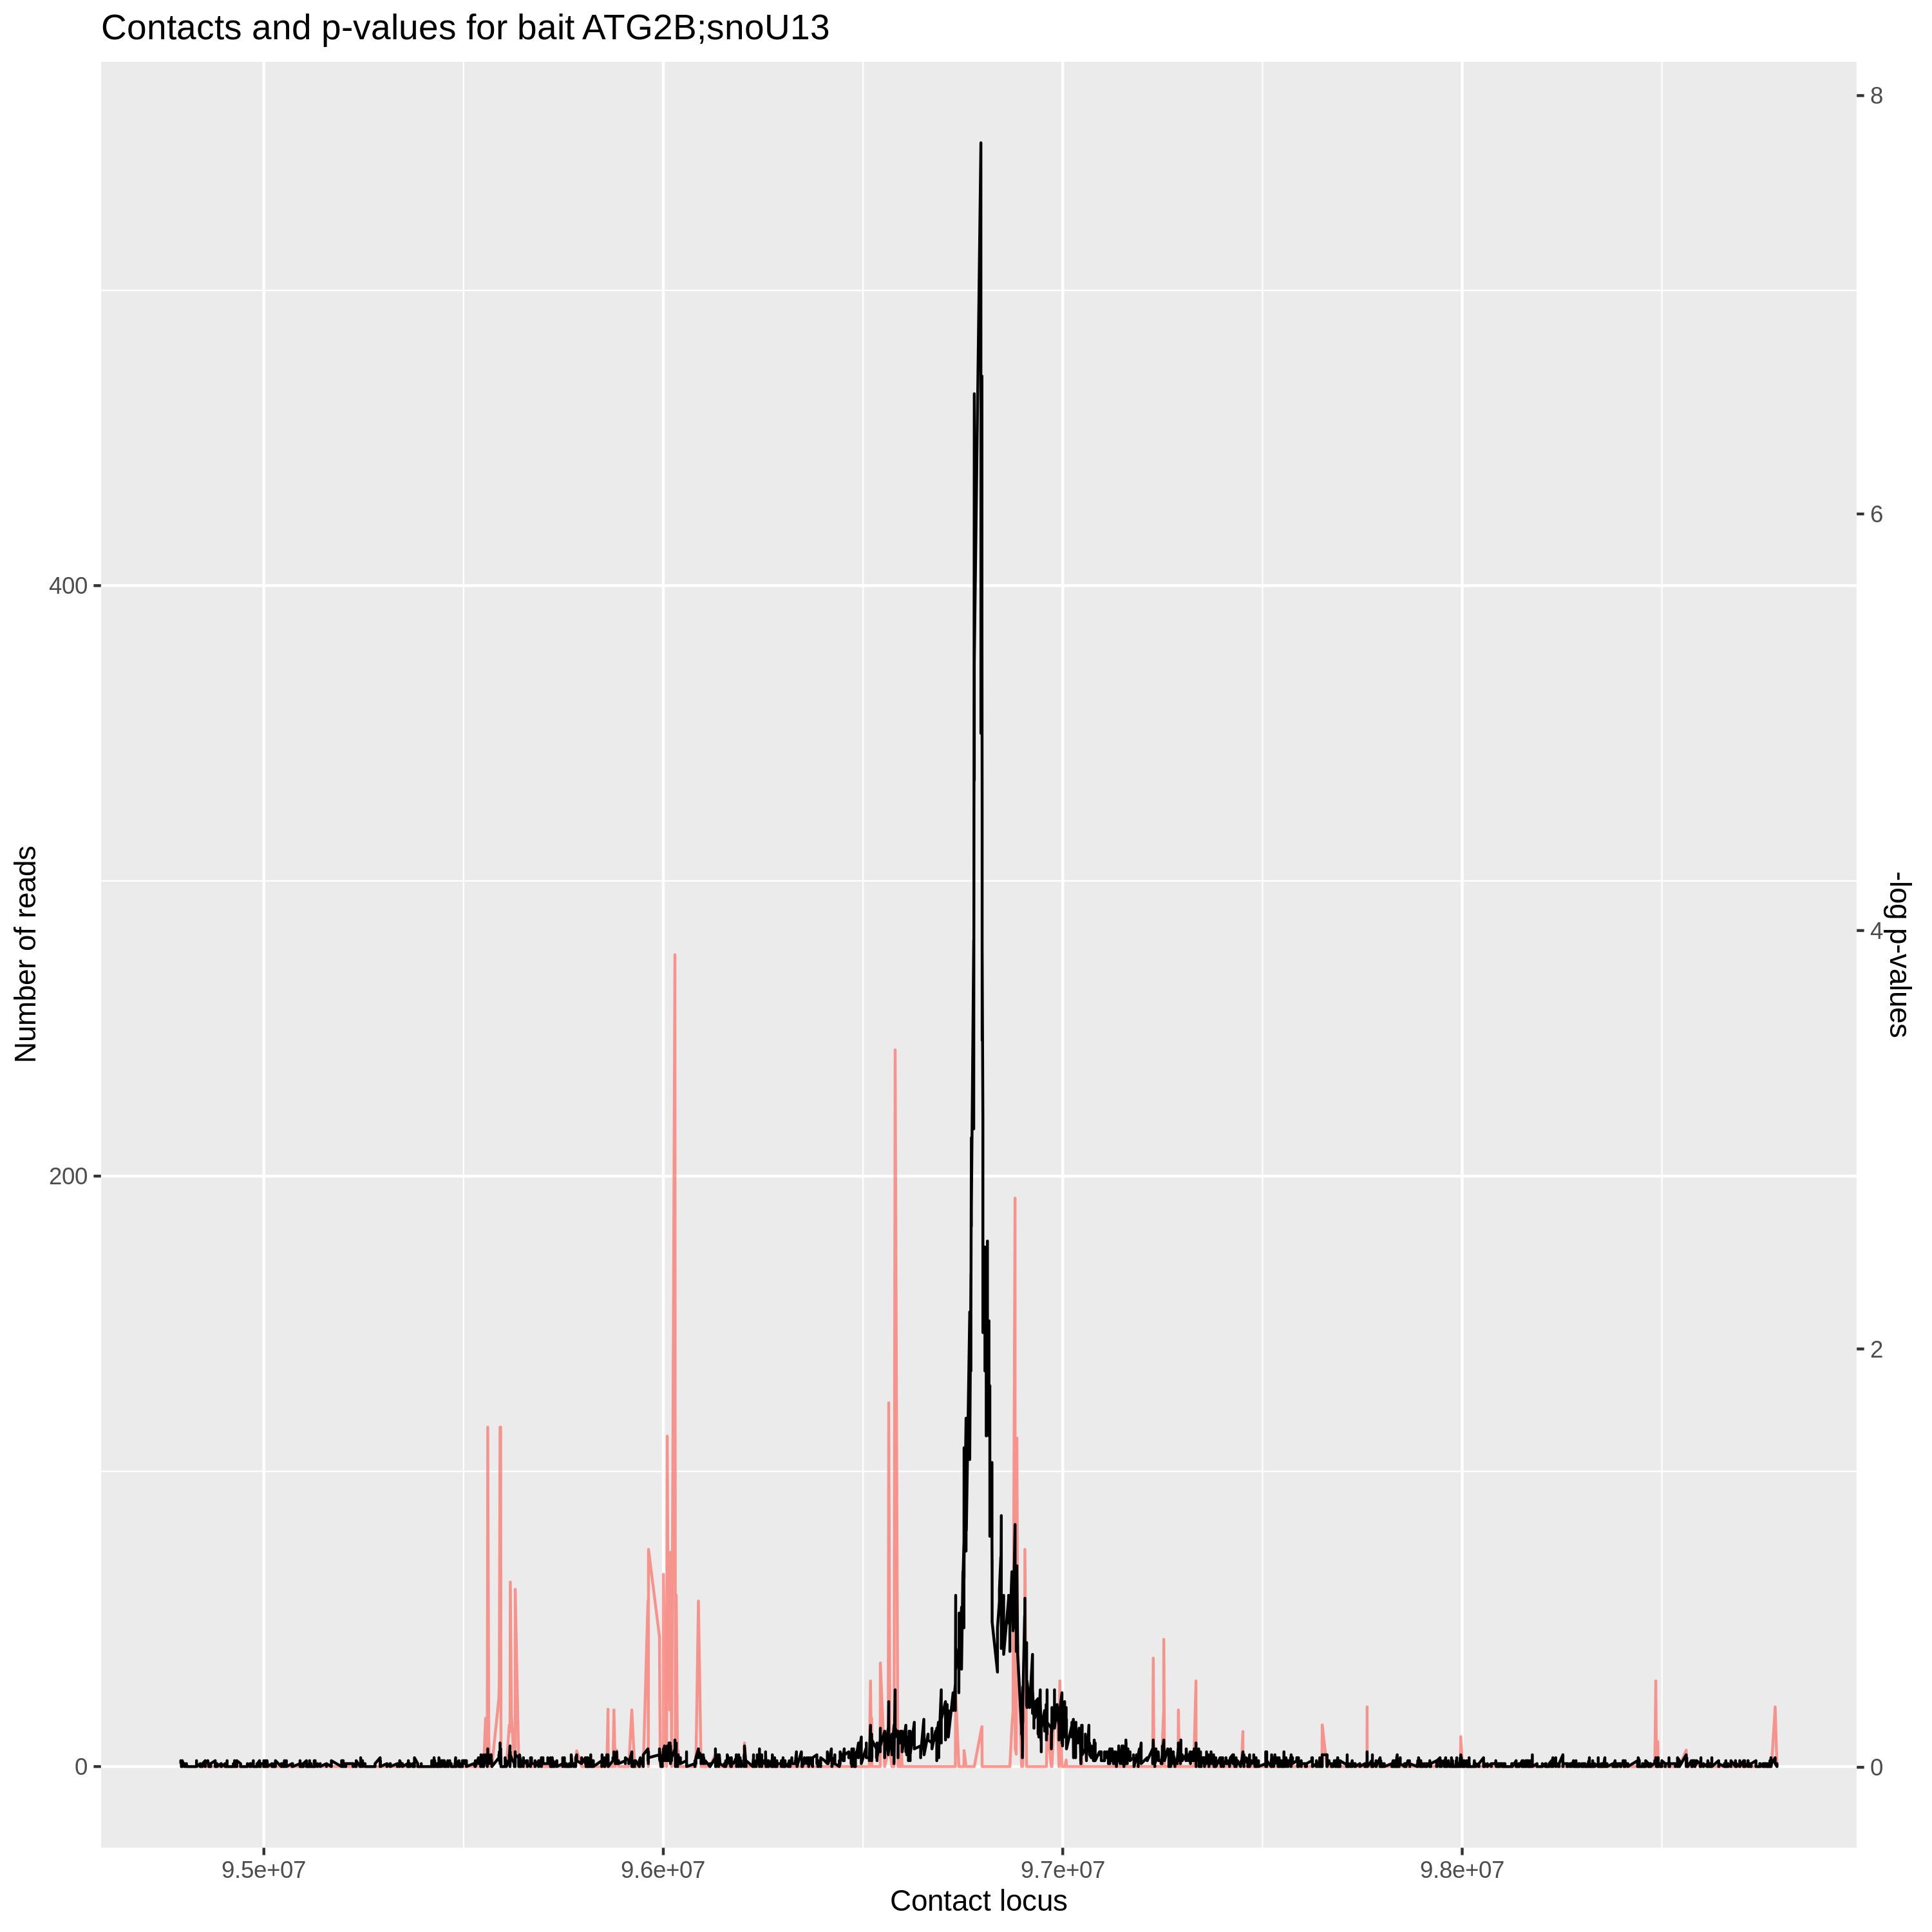 Contacts and p-values for bait ATG2B;snoU13
8
6
400
4
Number of reads
-log p-values
200
2
0
0
9.5e+07
9.6e+07
9.7e+07
9.8e+07
Contact locus